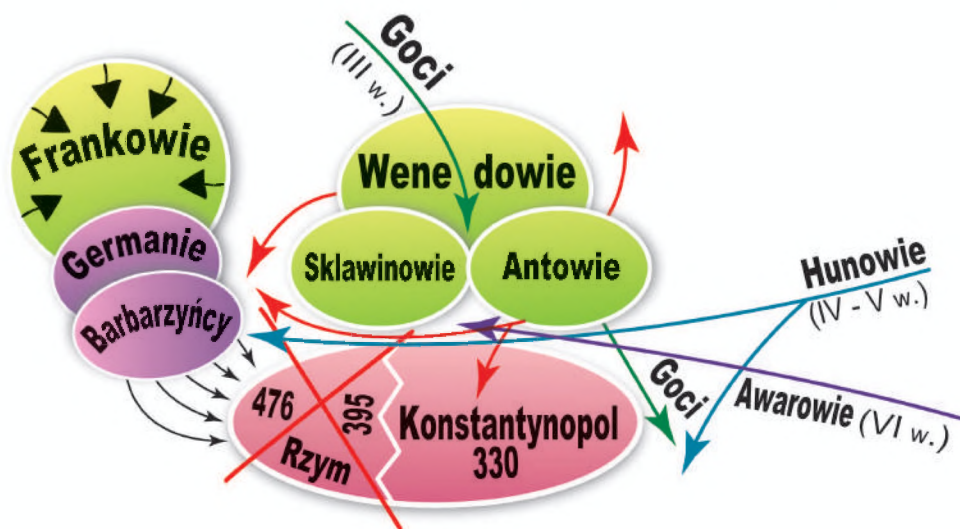 Goci
(III w.)
Frankowie
Wene dowie
Germanie
Sklawinowie
Antowie
Hunowie
(IV - V w.)
Barbarzyńcy
Goci
Awarowie (VI w.)
476
395
Rzym
Konstantynopol
330